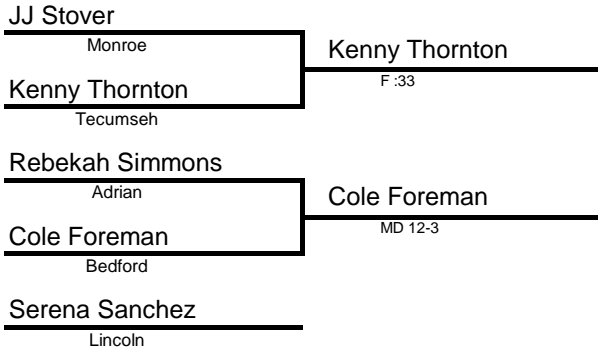 JJ Stover
Monroe
Kenny Thornton
F :33
Kenny Thornton
Tecumseh
Rebekah Simmons
Adrian
Cole Foreman
MD 12-3
Cole Foreman
Bedford
Serena Sanchez
Lincoln